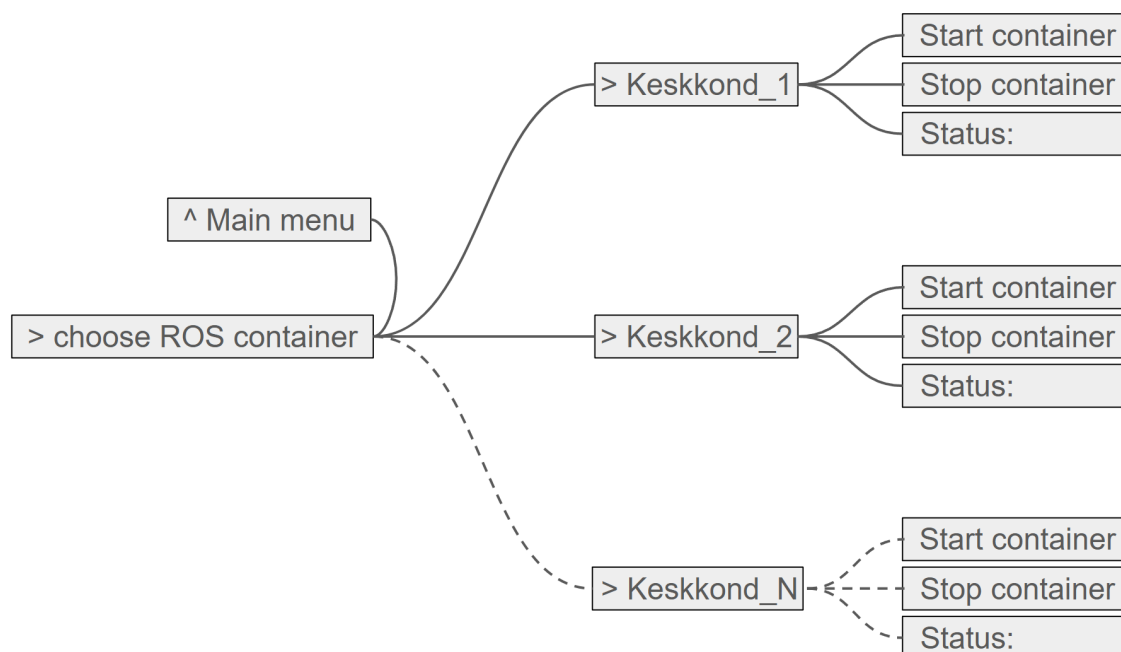 ^ Main menu
> choose ROS container
> Keskkond_1
Start container
Stop container
Status:
> Keskkond_2
Start container
Stop container
Status:
> Keskkond_N
Start container
Stop container
Status: